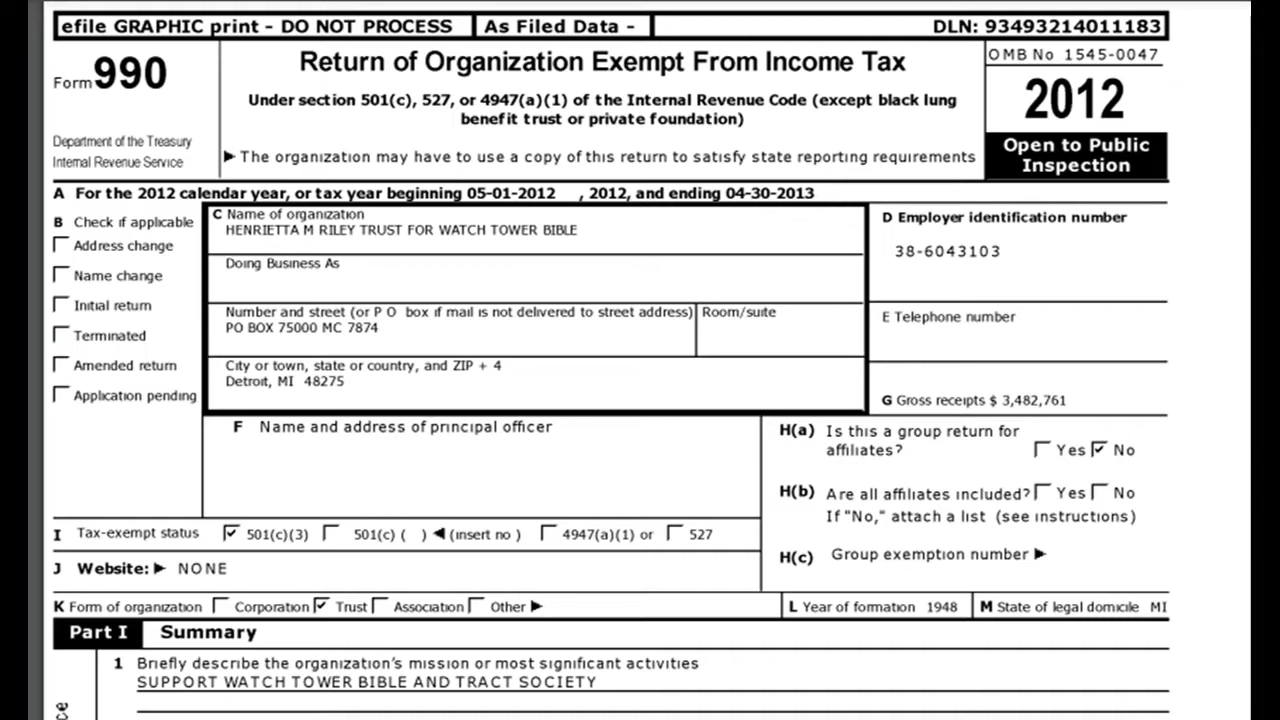 efile GRAPHIC print - DO NOT PROCESS As Filed Data - DLN: 93493214011183
Form 990
Department of the Treasury
Internal Revenue Service
Return of Organization Exempt From Income Tax
Under section 501(c), 527, or 4947(a)(1) of the Internal Revenue Code (except black lung
benefit trust or private foundation)
▶ The organization may have to use a copy of this return to satisfy state reporting requirements
OMB No 1545-0047
2012
Open to Public
Inspection
A For the 2012 calendar year, or tax year beginning 05-01-2012 , 2012, and ending 04-30-2013
B Check if applicable
Address change
Name change
Initial return
Terminated
Amended return
Application pending
C Name of organization
HENRIETTA M RILEY TRUST FOR WATCH TOWER BIBLE
Doing Business As
Number and street (or P O box if mail is not delivered to street address) Room/suite
PO BOX 75000 MC 7874
City or town, state or country, and ZIP + 4
Detroit, MI 48275
D Employer identification number
38-6043103
E Telephone number
G Gross receipts $ 3,482,761
F Name and address of principal officer
H(a) Is this a group return for
affiliates? Yes No
H(b) Are all affiliates included? Yes No
If "No," attach a list (see instructions)
H(c) Group exemption number ▶
I Tax-exempt status 501(c)(3) 501(c) ( ) ◀ (insert no ) 4947(a)(1) or 527
J Website: ▶ NONE
K Form of organization Corporation Trust Association Other ▶
L Year of formation 1948 M State of legal domicile MI
Part I Summary
1 Briefly describe the organization's mission or most significant activities
SUPPORT WATCH TOWER BIBLE AND TRACT SOCIETY